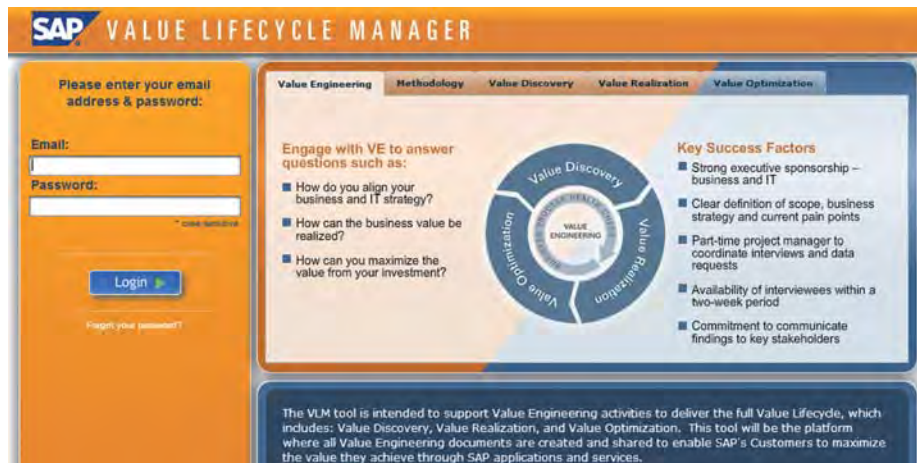 SAP VALUE LIFECYCLE MANAGER
Please enter your email
address & password:
Email:
Password:
* case sensitive
Login
Forgot your password?
Value Engineering
Methodology
Value Discovery
Value Realization
Value Optimization
Engage with VE to answer
questions such as:
How do you align your
business and IT strategy?
How can the business value be
realized?
How can you maximize the
value from your investment?
Value Discovery
Value Realization
Value Optimization
VALUE
ENGINEERING
Key Success Factors
Strong executive sponsorship –
business and IT
Clear definition of scope, business
strategy and current pain points
Part-time project manager to
coordinate interviews and data
requests
Availability of interviewees within a
two-week period
Commitment to communicate
findings to key stakeholders
The VLM tool is intended to support Value Engineering activities to deliver the full Value Lifecycle, which
includes: Value Discovery, Value Realization, and Value Optimization. This tool will be the platform
where all Value Engineering documents are created and shared to enable SAP's Customers to maximize
the value they achieve through SAP applications and services.